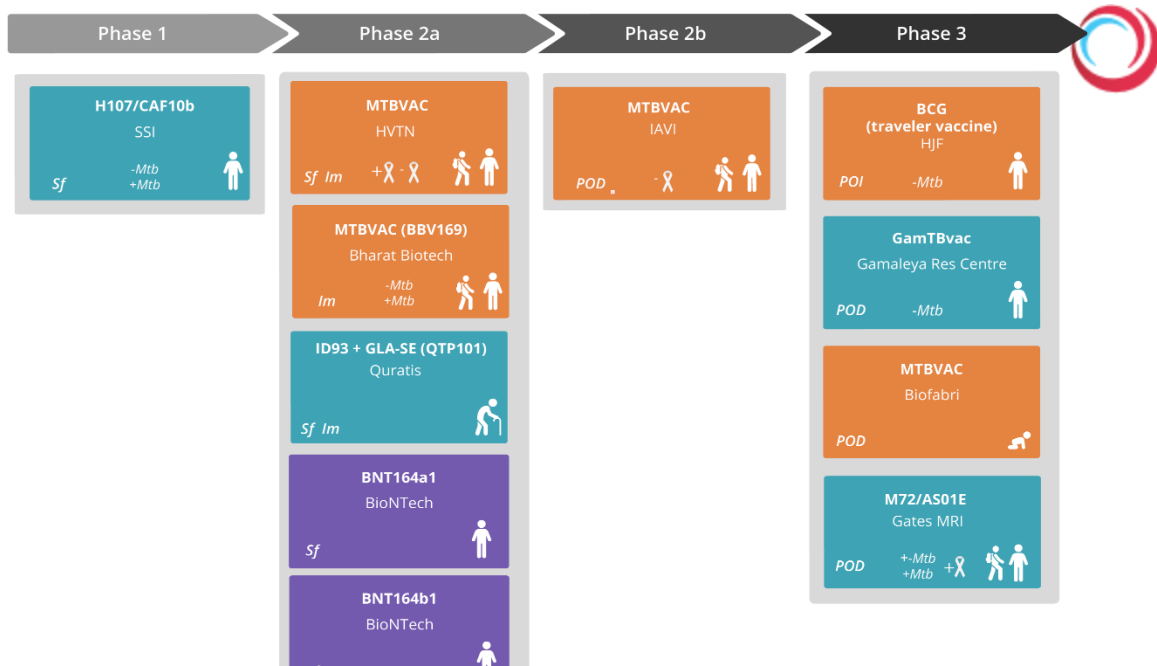 Phase 1
Phase 2a
Phase 2b
Phase 3
H107/CAF10b
SSI
-Mtb
Sf +Mtb
MTBVAC
HVTN
Sf Im + -
MTBVAC (BBV169)
Bharat Biotech
-Mtb
Im +Mtb
ID93 + GLA-SE (QTP101)
Quratis
Sf Im
BNT164a1
BioNTech
Sf
BNT164b1
BioNTech
MTBVAC
IAVI
POD -
BCG
(traveler vaccine)
HJF
POI -Mtb
GamTBvac
Gamaleya Res Centre
POD -Mtb
MTBVAC
Biofabri
POD
M72/AS01E
Gates MRI
+-Mtb
POD +Mtb +